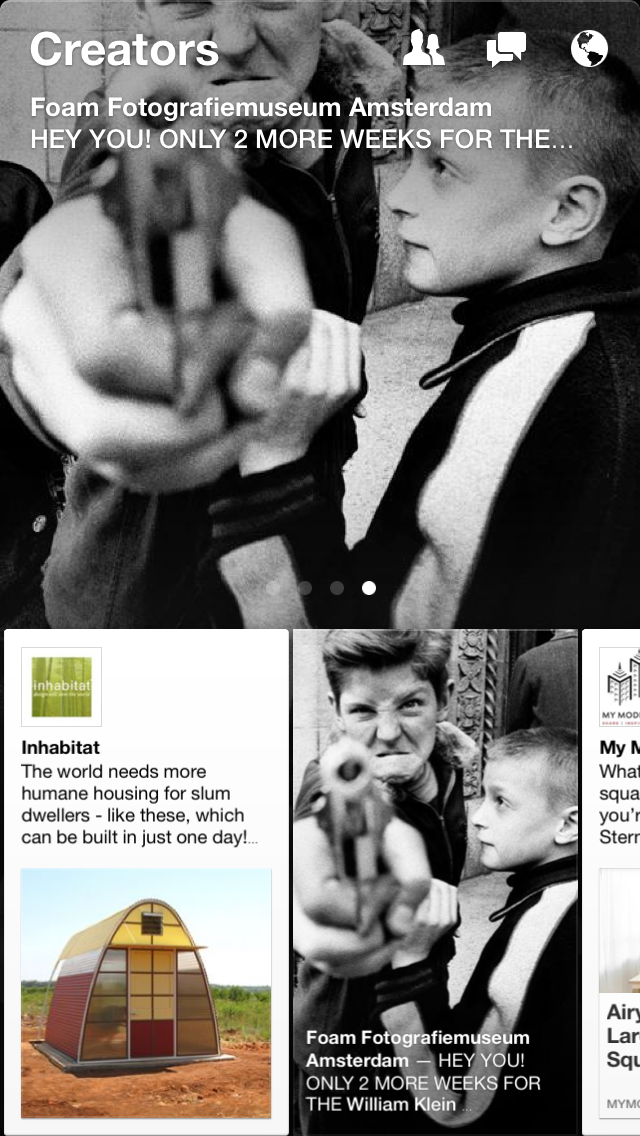 Creators
Foam Fotografiemuseum Amsterdam
HEY YOU! ONLY 2 MORE WEEKS FOR THE...
inhabitat
Inhabitat
The world needs more
humane housing for slum
dwellers - like these, which
can be built in just one day!...
Foam Fotografiemuseum
Amsterdam — HEY YOU!
ONLY 2 MORE WEEKS FOR
THE William Klein ...
MY MOD
My M
What
squa
you'r
Stern
Airy
Larg
Squ
MYMO